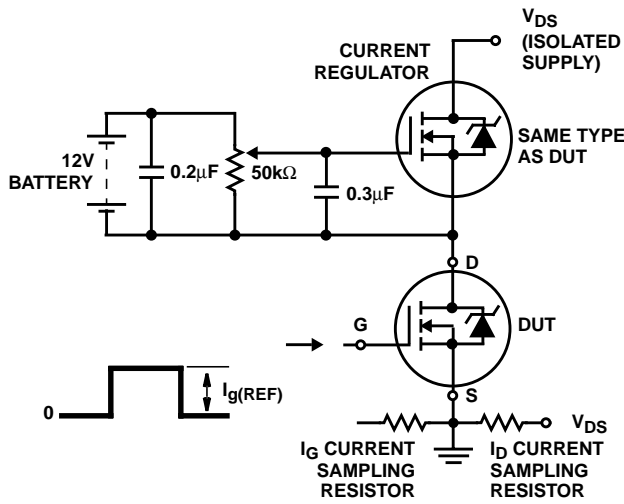 V_DS
(ISOLATED
SUPPLY)
CURRENT
REGULATOR
SAME TYPE
AS DUT
12V
BATTERY
0.2µF
50kΩ
0.3µF
D
DUT
G
I_g(REF)
0
S
V_DS
I_G CURRENT
SAMPLING
RESISTOR
I_D CURRENT
SAMPLING
RESISTOR